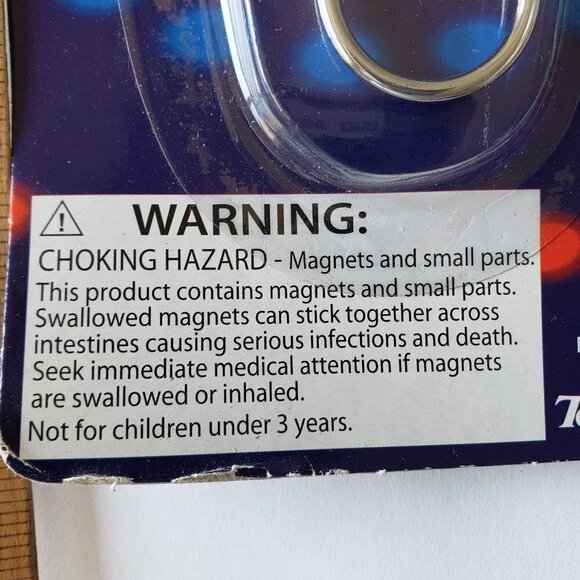 WARNING:
CHOKING HAZARD - Magnets and small parts.
This product contains magnets and small parts.
Swallowed magnets can stick together across
intestines causing serious infections and death.
Seek immediate medical attention if magnets
are swallowed or inhaled.
Not for children under 3 years.